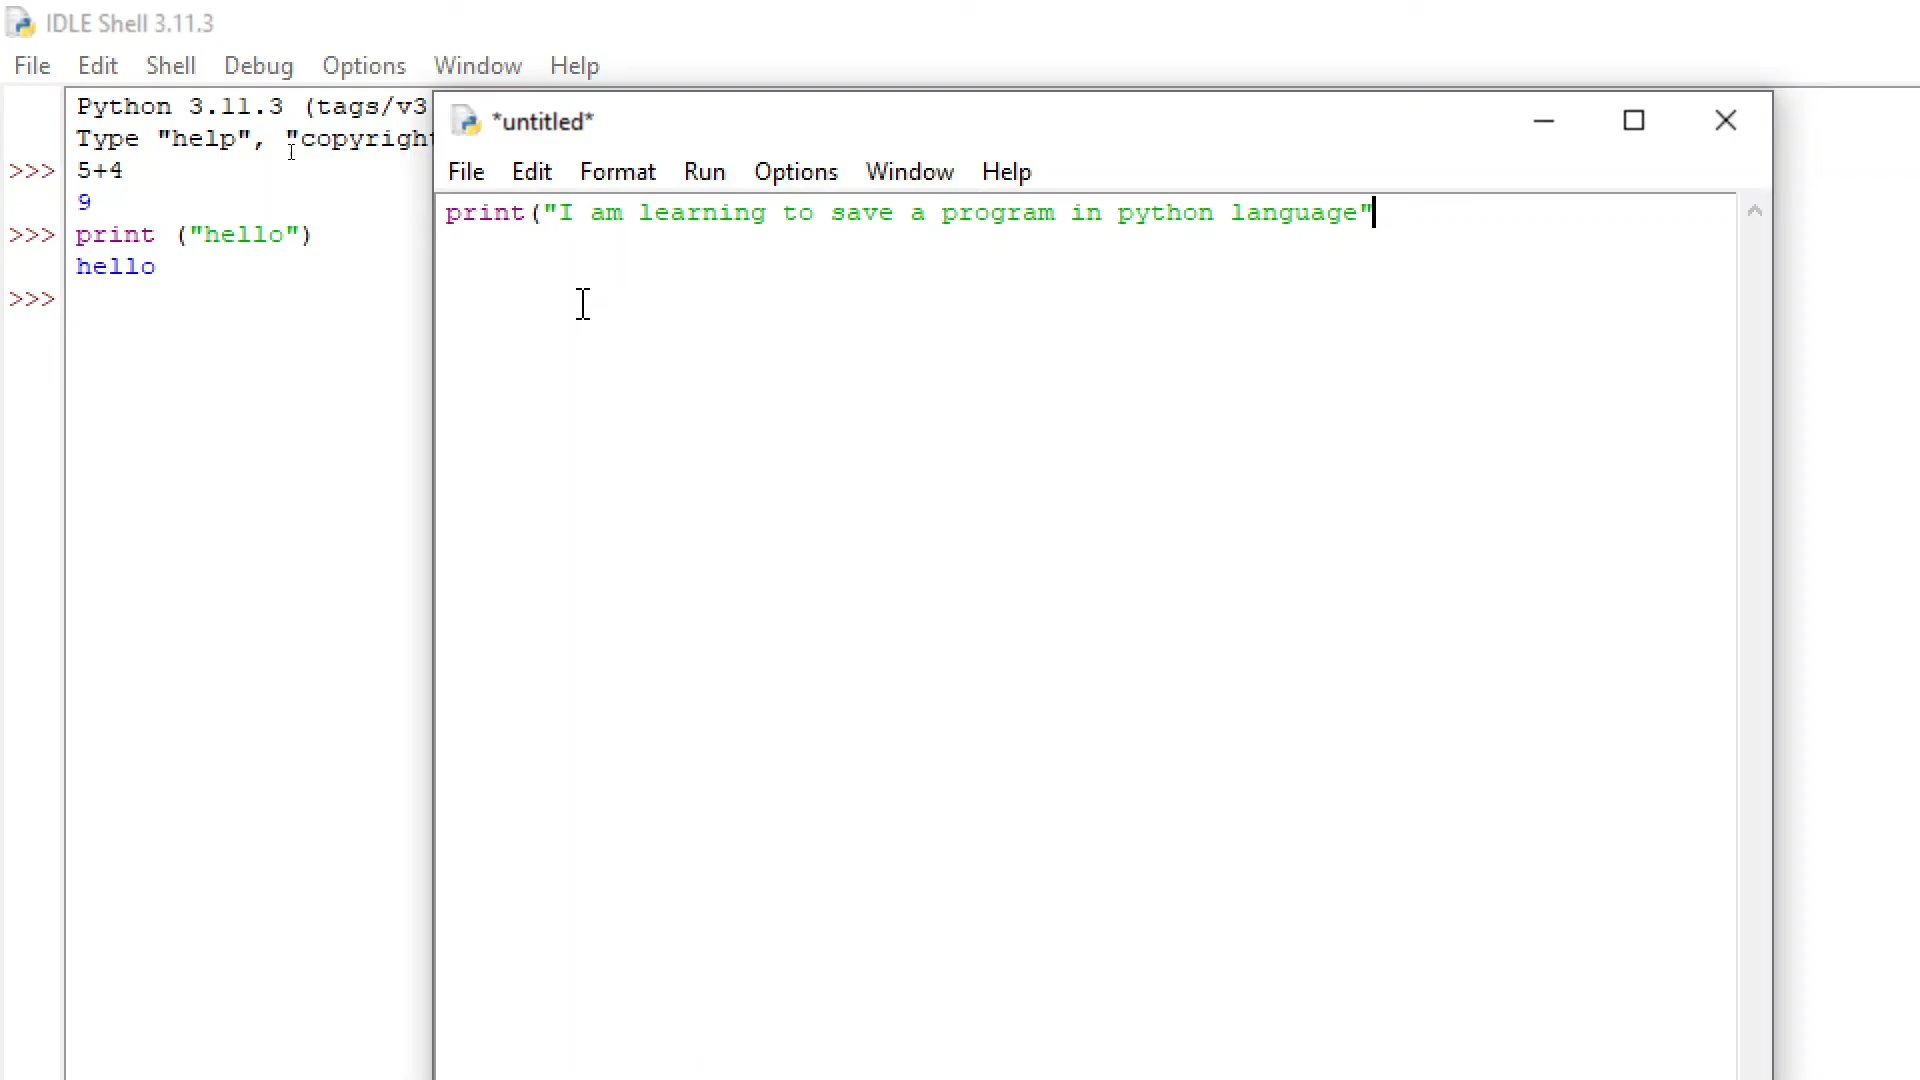 IDLE Shell 3.11.3
File Edit Shell Debug Options Window Help
Python 3.11.3 (tags/v3
Type "help", "copyright
>>> 5+4
9
>>> print ("hello")
hello
>>>
*untitled*
File Edit Format Run Options Window Help
print("I am learning to save a program in python language"